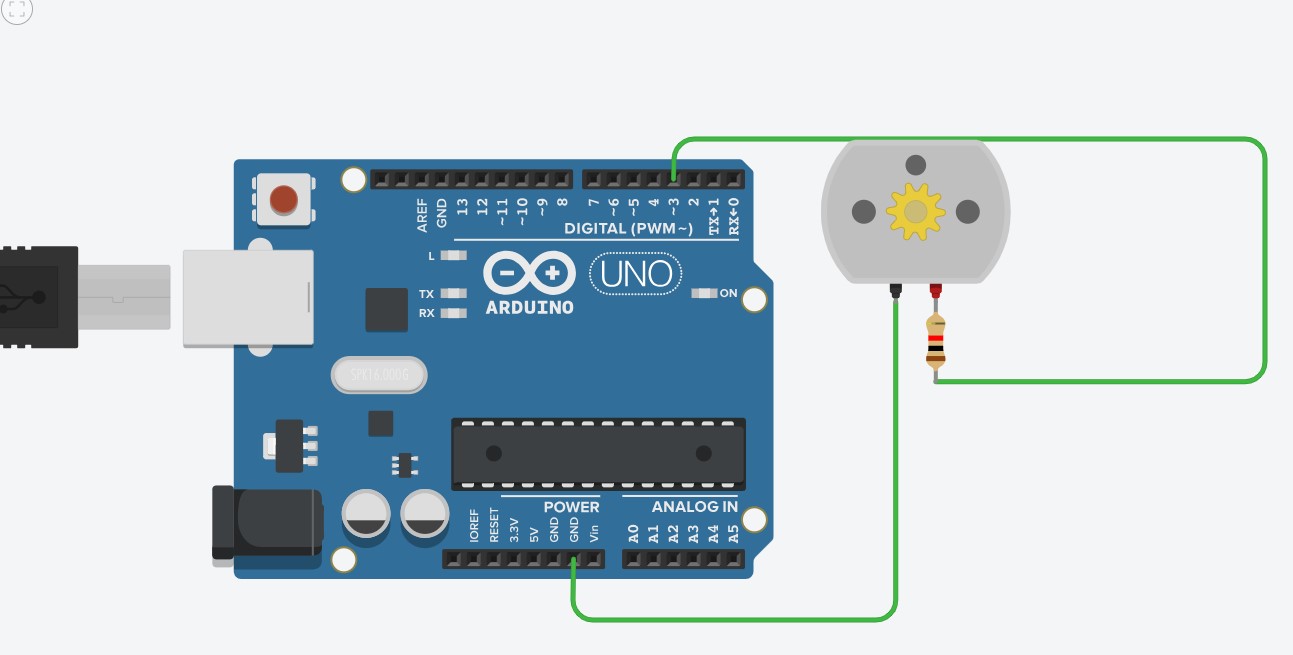 AREF
GND
13
12
~11
~10
~9
8
7
~6
~5
4
~3
2
TX→1
RX←0
DIGITAL (PWM~)
L
TX
RX
UNO
ON
ARDUINO
SPK16.000G
POWER
ANALOG IN
IOREF
RESET
3.3V
5V
GND
GND
Vin
A0
A1
A2
A3
A4
A5